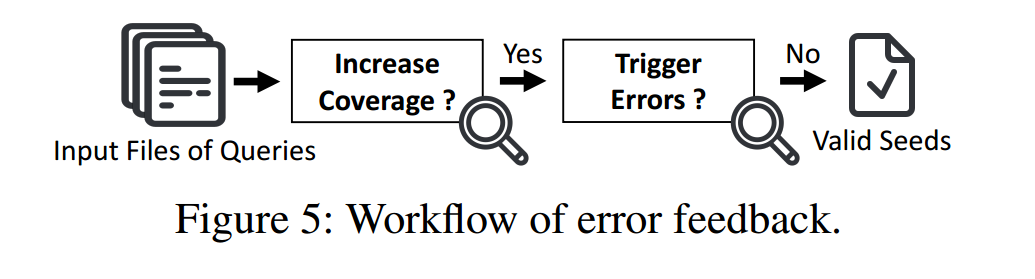 Increase
Coverage ?
Yes
Trigger
Errors ?
No
Input Files of Queries
Valid Seeds
Figure 5: Workflow of error feedback.